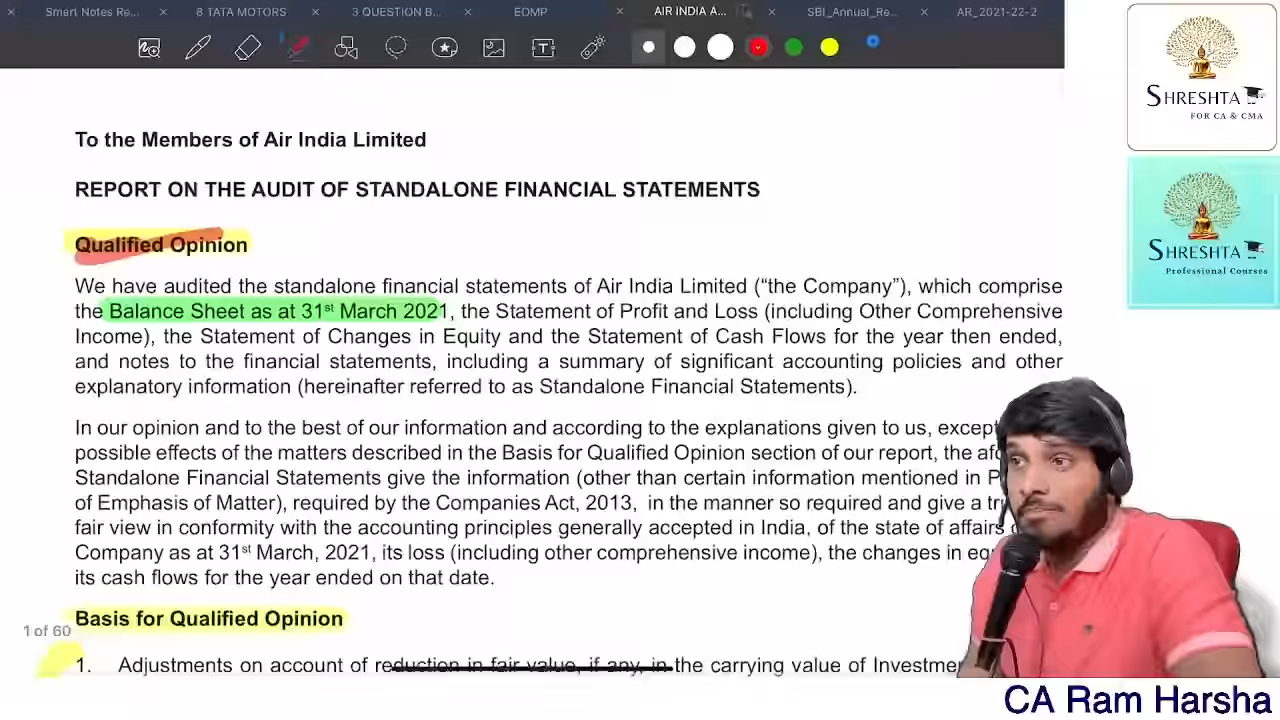 Smart Notes Re...
8 TATA MOTORS
3 QUESTION B...
EOMP
AIR INDIA A...
SBI_Annual_Re...
AR_2021-22-2
SHRESHTA
FOR CA & CMA
SHRESHTA
Professional Courses
To the Members of Air India Limited
REPORT ON THE AUDIT OF STANDALONE FINANCIAL STATEMENTS
Qualified Opinion
We have audited the standalone financial statements of Air India Limited (“the Company”), which comprise
the Balance Sheet as at 31st March 2021, the Statement of Profit and Loss (including Other Comprehensive
Income), the Statement of Changes in Equity and the Statement of Cash Flows for the year then ended,
and notes to the financial statements, including a summary of significant accounting policies and other
explanatory information (hereinafter referred to as Standalone Financial Statements).
In our opinion and to the best of our information and according to the explanations given to us, except
possible effects of the matters described in the Basis for Qualified Opinion section of our report, the
Standalone Financial Statements give the information (other than certain information mentioned in
of Emphasis of Matter), required by the Companies Act, 2013, in the manner so required and give a
fair view in conformity with the accounting principles generally accepted in India, of the state of affairs
Company as at 31st March, 2021, its loss (including other comprehensive income), the changes in
its cash flows for the year ended on that date.
Basis for Qualified Opinion
1 of 60
1. Adjustments on account of reduction in fair value, if any, in the carrying value of
CA Ram Harsha